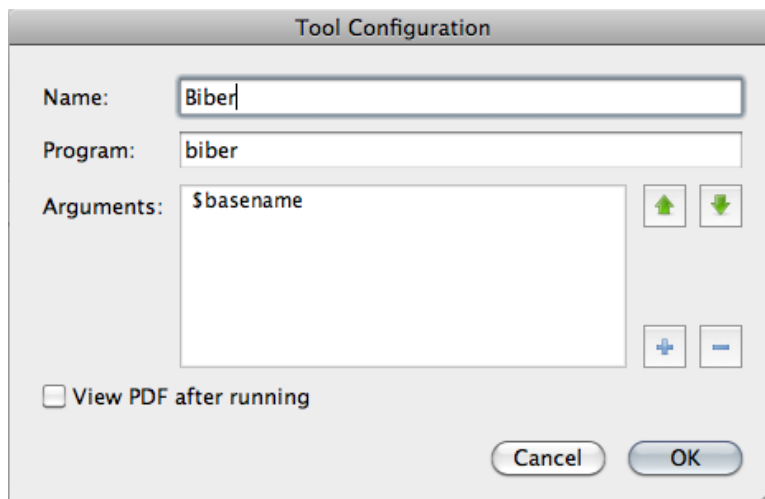 Tool Configuration
Name: Biber
Program: biber
Arguments: $basename
View PDF after running
Cancel OK